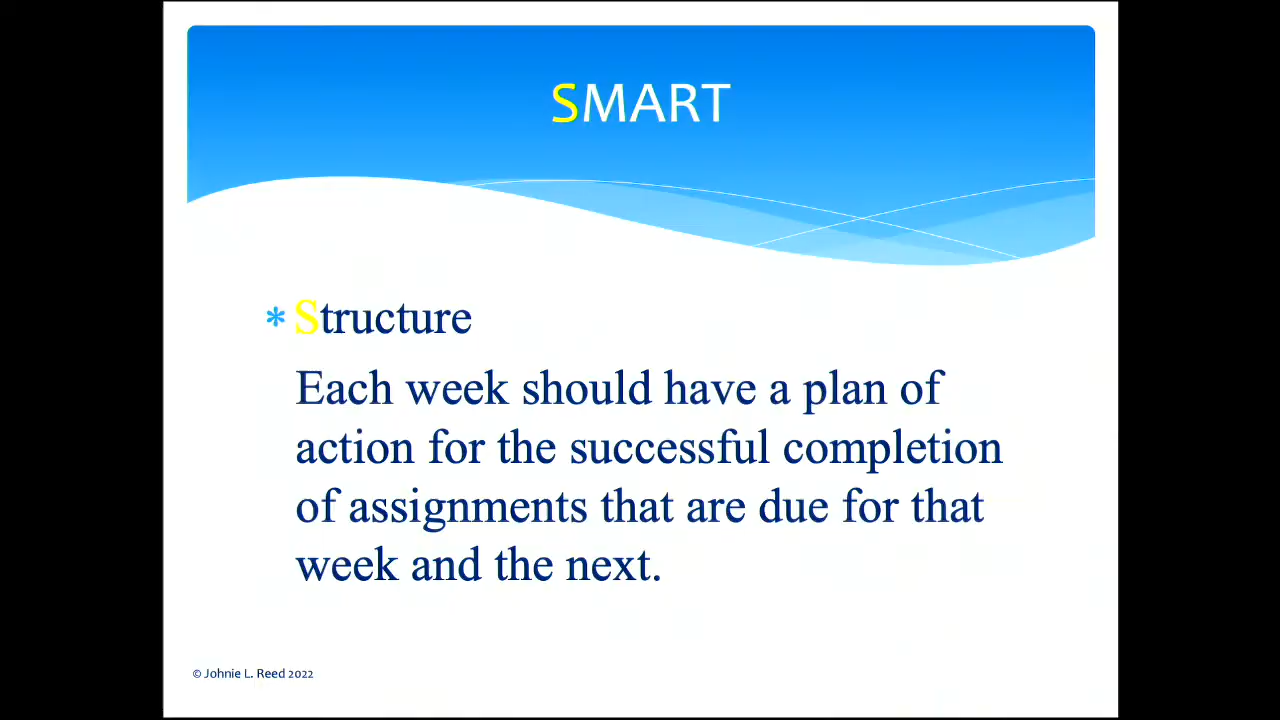 SMART
* Structure
Each week should have a plan of
action for the successful completion
of assignments that are due for that
week and the next.
© Johnie L. Reed 2022